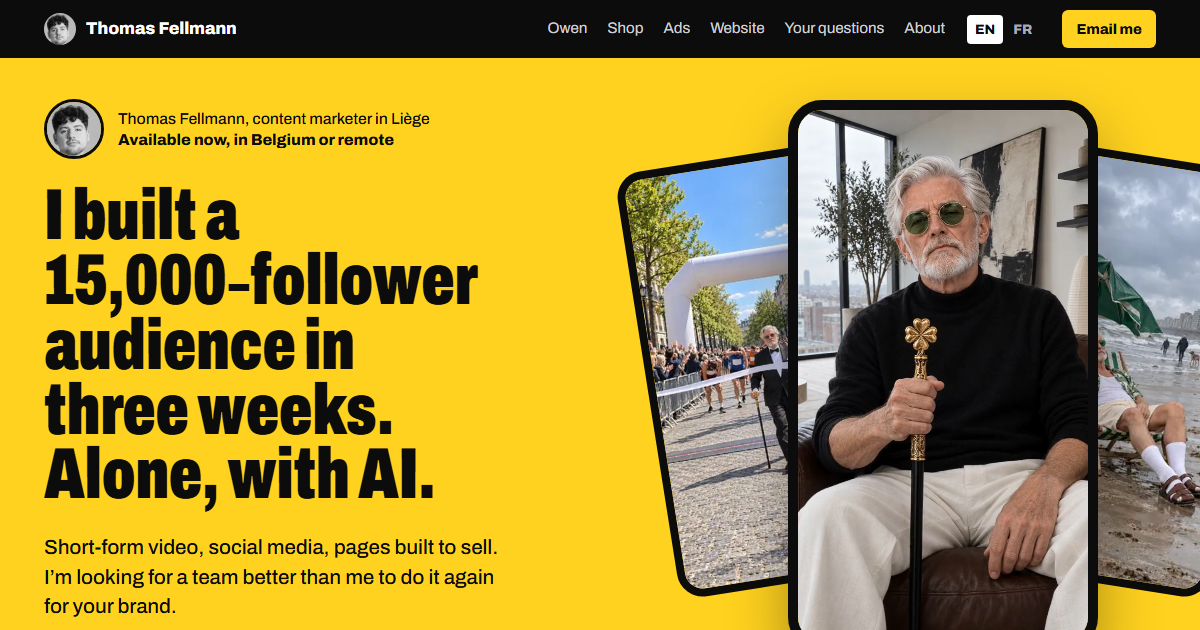 Thomas Fellmann
Owen
Shop
Ads
Website
Your questions
About
EN
FR
Email me
Thomas Fellmann, content marketer in Liège
Available now, in Belgium or remote
I built a
15,000-follower
audience in
three weeks.
Alone, with AI.
Short-form video, social media, pages built to sell.
I’m looking for a team better than me to do it again
for your brand.